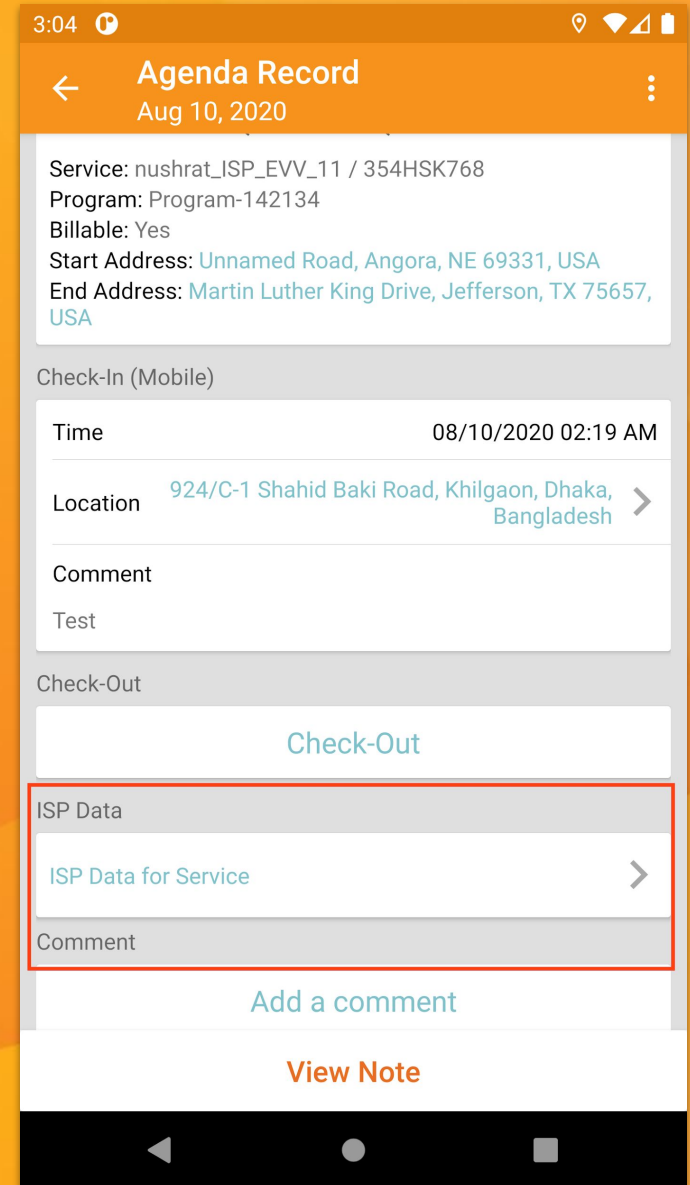 3:04
Agenda Record
Aug 10, 2020
Service: nushrat_ISP_EVV_11 / 354HSK768
Program: Program-142134
Billable: Yes
Start Address: Unnamed Road, Angora, NE 69331, USA
End Address: Martin Luther King Drive, Jefferson, TX 75657,
USA
Check-In (Mobile)
Time 08/10/2020 02:19 AM
Location 924/C-1 Shahid Baki Road, Khilgaon, Dhaka,
Bangladesh
Comment
Test
Check-Out
Check-Out
ISP Data
ISP Data for Service
Comment
Add a comment
View Note